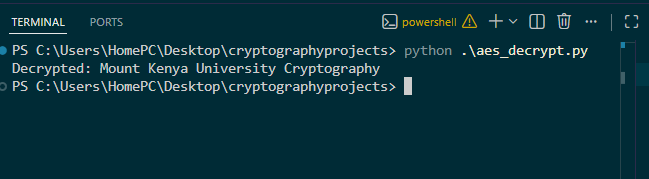 TERMINAL PORTS powershell
PS C:\Users\HomePC\Desktop\cryptographyprojects> python .\aes_decrypt.py
Decrypted: Mount Kenya University Cryptography
PS C:\Users\HomePC\Desktop\cryptographyprojects>